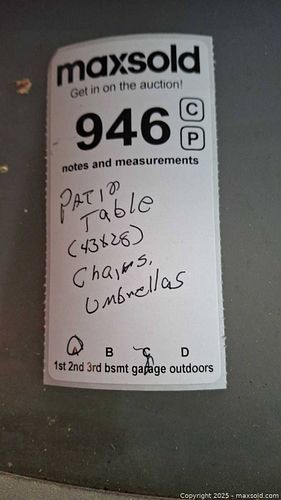 maxsold
Get in on the auction!
946 C
P
notes and measurements
PATIO
Table
(43x28)
Chairs,
Umbrellas
A B C D
1st 2nd 3rd bsmt garage outdoors
Copyright 2025 - maxsold.com